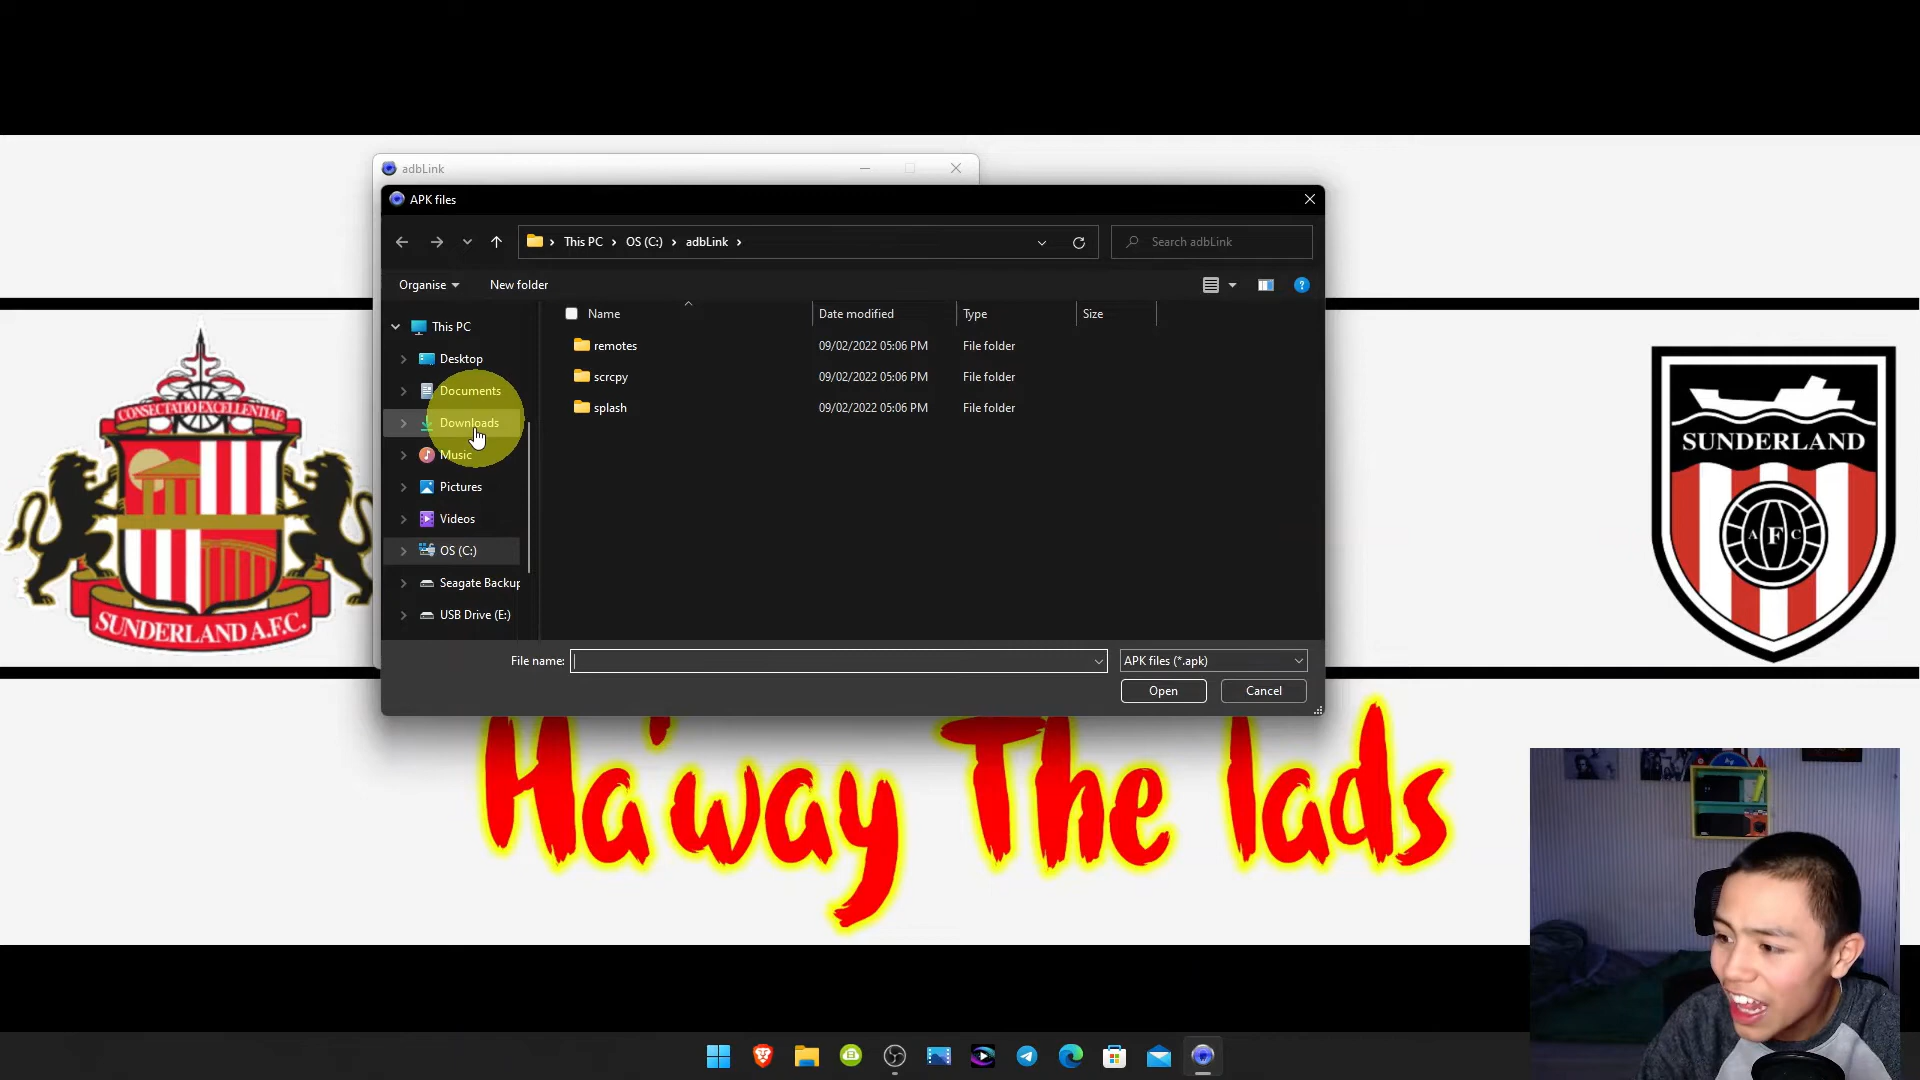 adbLink
APK files
This PC
OS (C:)
adbLink
Search adbLink
Organise
New folder
Name
Date modified
Type
Size
This PC
Desktop
Documents
Downloads
Music
Pictures
Videos
OS (C:)
Seagate Backup
USB Drive (E:)
remotes
09/02/2022 05:06 PM
File folder
scrcpy
09/02/2022 05:06 PM
File folder
splash
09/02/2022 05:06 PM
File folder
File name:
APK files (*.apk)
Open
Cancel
CONSECTATIO EXCELLENTIAE
SUNDERLAND A.F.C.
SUNDERLAND
A F C
Ha'way The lads